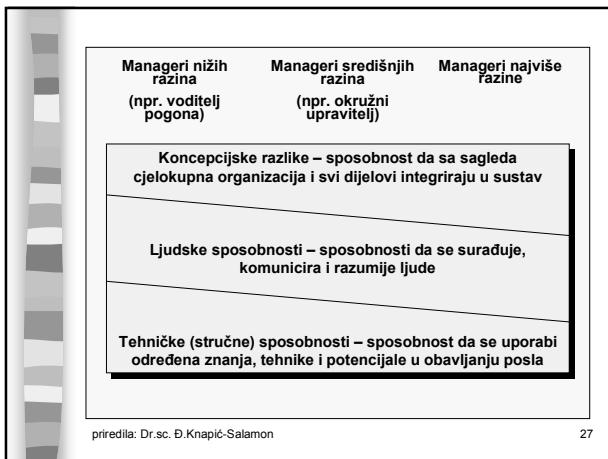 Manageri nižih
razina
(npr. voditelj
pogona)
Manageri središnjih
razina
(npr. okružni
upravitelj)
Manageri najviše
razine
Koncepcijske razlike – sposobnost da sa sagleda
cjelokupna organizacija i svi dijelovi integriraju u sustav
Ljudske sposobnosti – sposobnosti da se surađuje,
komunicira i razumije ljude
Tehničke (stručne) sposobnosti – sposobnost da se uporabi
određena znanja, tehnike i potencijale u obavljanju posla
priredila: Dr.sc. Đ.Knapić-Salamon
27